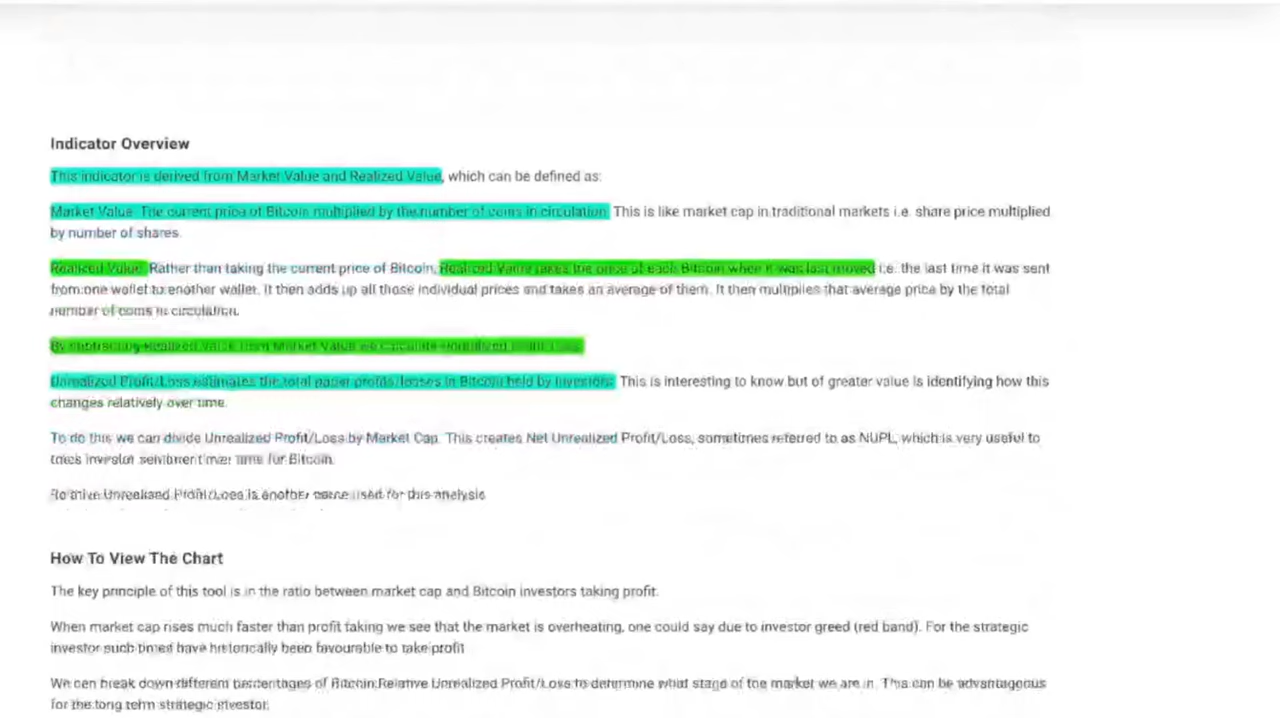 Indicator Overview
This indicator is derived from Market Value and Realized Value, which can be defined as:
Market Value: The current price of Bitcoin multiplied by the number of coins in circulation. This is like market cap in traditional markets i.e. share price multiplied
by number of shares.
Realized Value: Rather than taking the current price of Bitcoin, Realized Value takes the price of each Bitcoin when it was last moved i.e. the last time it was sent
from one wallet to another wallet. It then adds up all those individual prices and takes an average of them. It then multiplies that average price by the total
number of coins in circulation.
By subtracting Realized Value from Market Value we calculate Unrealized Profit/Loss.
Unrealized Profit/Loss estimates the total paper profits/losses in Bitcoin held by investors. This is interesting to know but of greater value is identifying how this
changes relatively over time.
To do this we can divide Unrealized Profit/Loss by Market Cap. This creates Net Unrealized Profit/Loss, sometimes referred to as NUPL, which is very useful to
track investor sentiment over time for Bitcoin.
Relative Unrealised Profit/Loss is another name used for this analysis
How To View The Chart
The key principle of this tool is in the ratio between market cap and Bitcoin investors taking profit.
When market cap rises much faster than profit taking we see that the market is overheating, one could say due to investor greed (red band). For the strategic
investor such times have historically been favourable to take profit
We can break down different percentages of Bitcoin Relative Unrealized Profit/Loss to determine what stage of the market we are in. This can be advantageous
for the long term strategic investor.